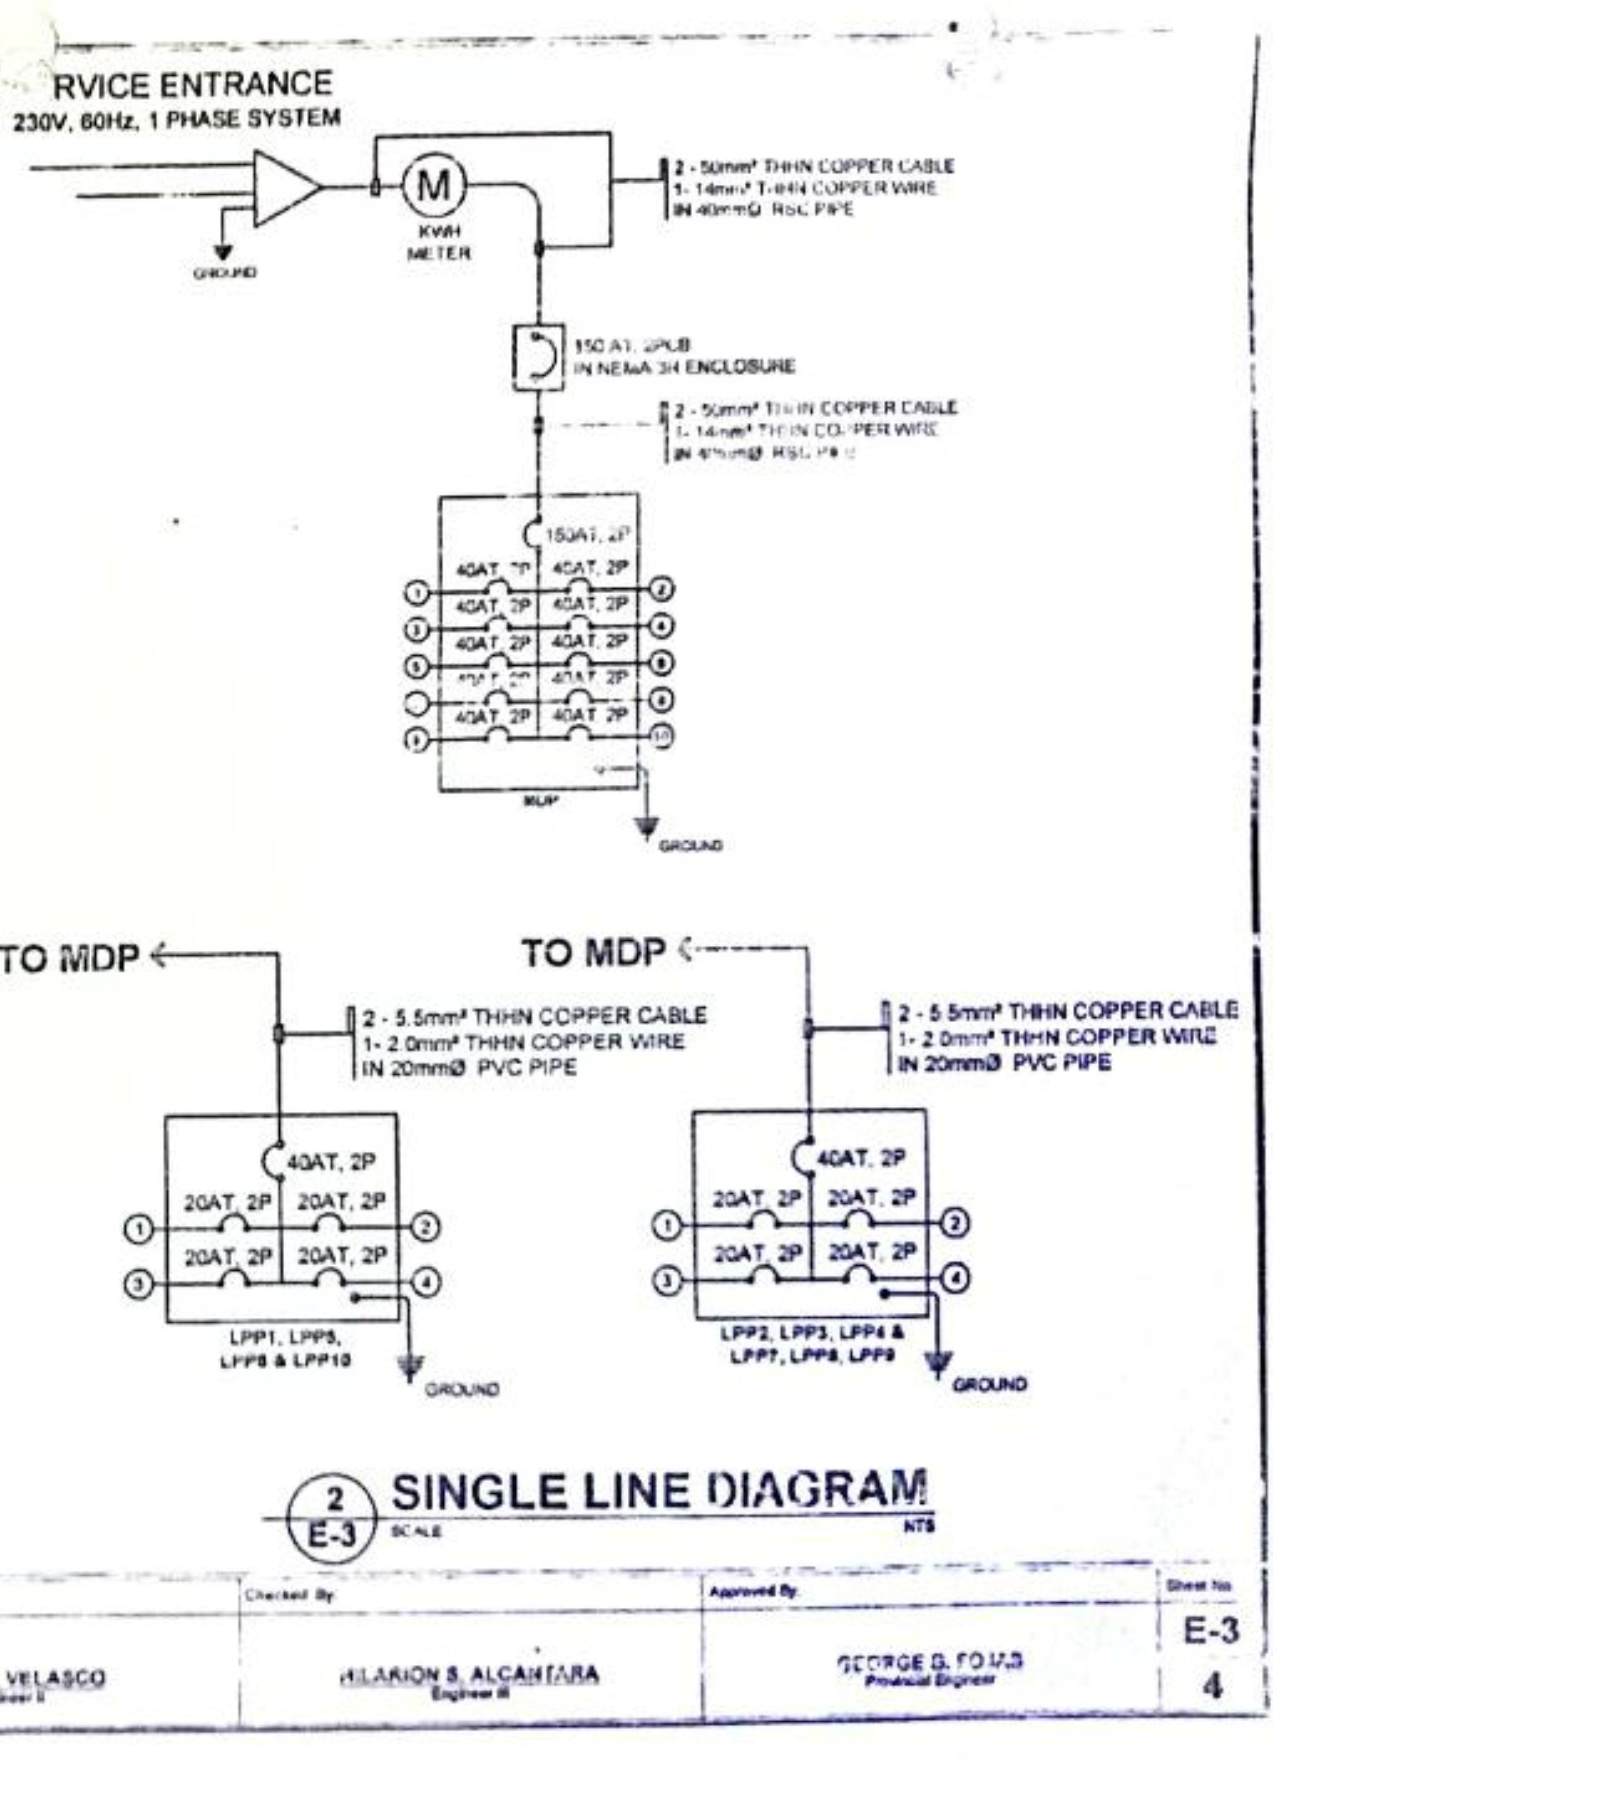 RVICE ENTRANCE
230V, 60Hz, 1 PHASE SYSTEM
M
KWH
METER
GROUND
2 - 50mm² THHN COPPER CABLE
1- 14mm² THHN COPPER WIRE
IN 40mmØ RSC PIPE
150 AT, 2PCB
IN NEMA 3R ENCLOSURE
2 - 50mm² THHN COPPER CABLE
1- 14mm² THHN COPPER WIRE
IN RSC
150AT, 2P
40AT, 2P 40AT, 2P
1 2
40AT, 2P 40AT, 2P
3 4
40AT, 2P 40AT, 2P
5 6
40AT, 2P 40AT, 2P
8
40AT, 2P 40AT, 2P
9 10
MDP
GROUND
TO MDP
2 - 5.5mm² THHN COPPER CABLE
1- 2.0mm² THHN COPPER WIRE
IN 20mmØ PVC PIPE
40AT, 2P
20AT, 2P 20AT, 2P
1 2
20AT, 2P 20AT, 2P
3 4
LPP1, LPP5,
LPP6 & LPP10
GROUND
TO MDP
2 - 5.5mm² THHN COPPER CABLE
1- 2.0mm² THHN COPPER WIRE
IN 20mmØ PVC PIPE
40AT, 2P
20AT, 2P 20AT, 2P
1 2
20AT, 2P 20AT, 2P
3 4
LPP2, LPP3, LPP4 &
LPP7, LPP8, LPP9
GROUND
2
E-3
SINGLE LINE DIAGRAM
SCALE NTS
Checked By:
Approved By:
Sheet No.
VELASCO
HILARION S. ALCANTARA
Engineer III
GEORGE B.
Provincial Engineer
E-3
4